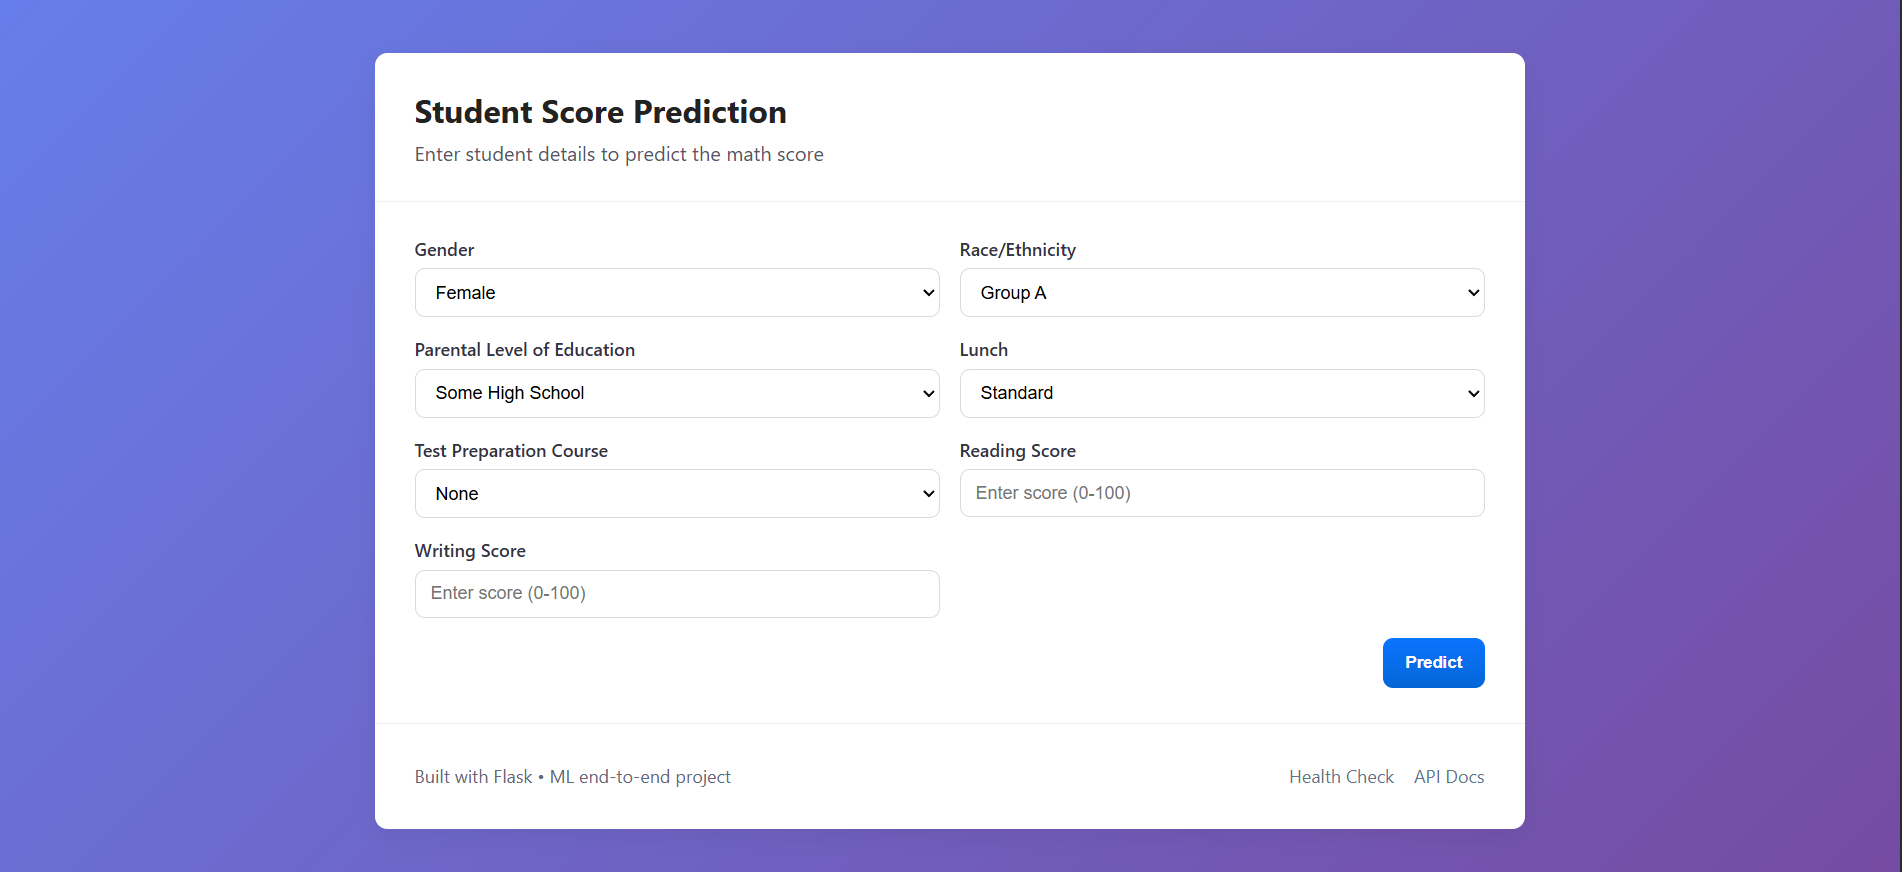 Student Score Prediction
Enter student details to predict the math score
Gender
Race/Ethnicity
Female
Group A
Parental Level of Education
Lunch
Some High School
Standard
Test Preparation Course
Reading Score
None
Enter score (0-100)
Writing Score
Enter score (0-100)
Predict
Built with Flask • ML end-to-end project
Health Check
API Docs